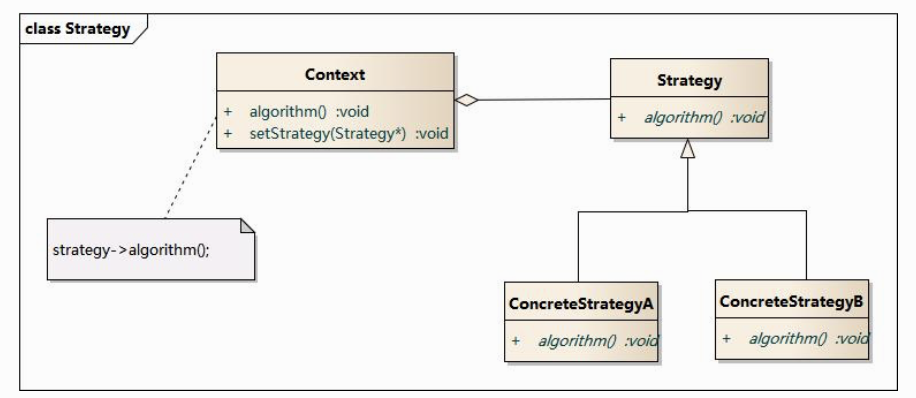 class Strategy
Context
+ algorithm() :void
+ setStrategy(Strategy*) :void
Strategy
+ algorithm() :void
strategy->algorithm();
ConcreteStrategyA
+ algorithm() :void
ConcreteStrategyB
+ algorithm() :void